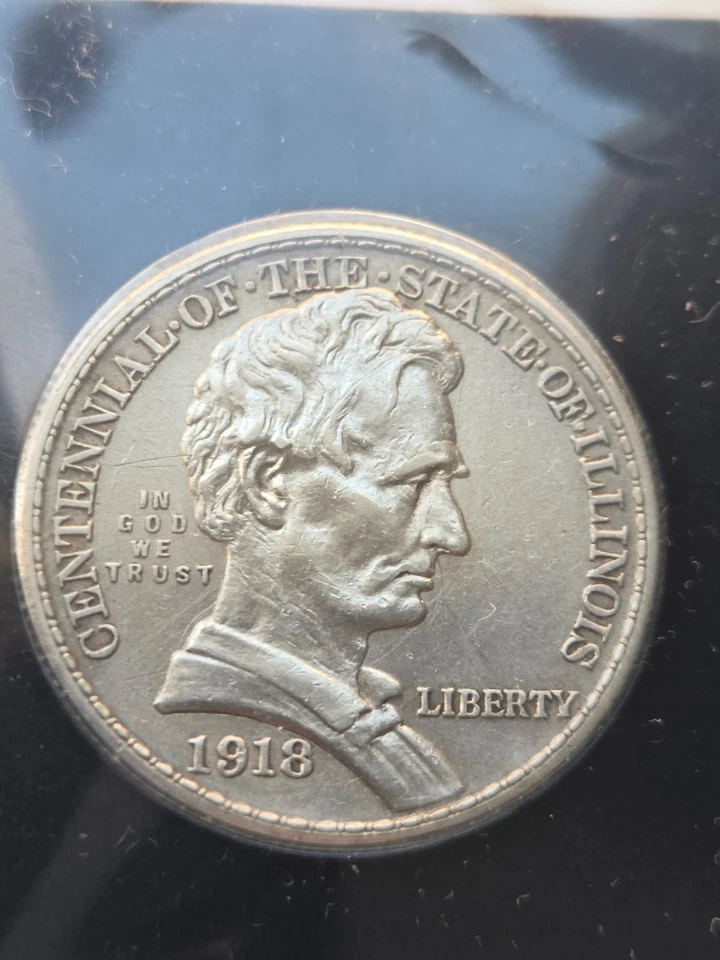 CENTENNIAL·OF·THE·STATE·OF·ILLINOIS
IN
GOD
WE
TRUST
LIBERTY
1918